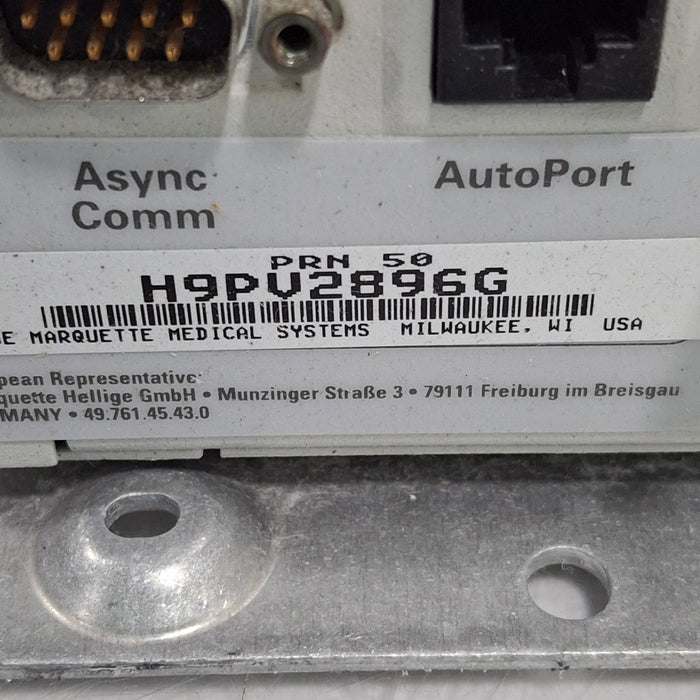 Async
Comm
AutoPort
PRN 50
H9PV2896G
E MARQUETTE MEDICAL SYSTEMS MILWAUKEE, WI USA
pean Representative:
quette Hellige GmbH • Munzinger Straße 3 • 79111 Freiburg im Breisgau
MANY • 49.761.45.43.0